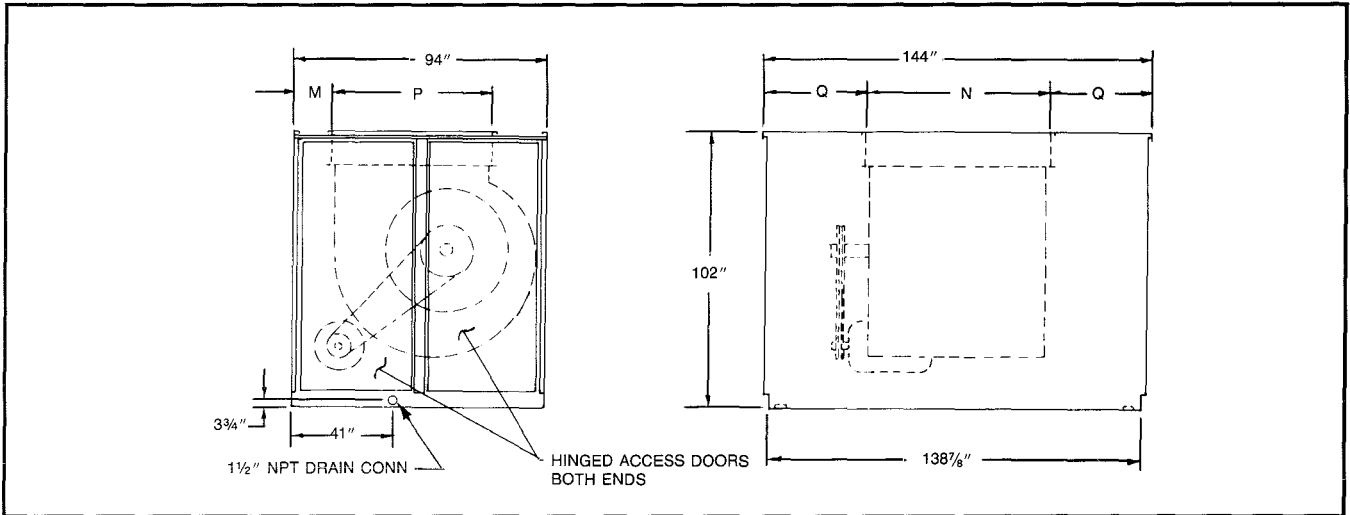 94″
M
P
144″
Q
N
Q
102″
3¾″
41″
1½″ NPT DRAIN CONN
HINGED ACCESS DOORS
BOTH ENDS
138⅞″